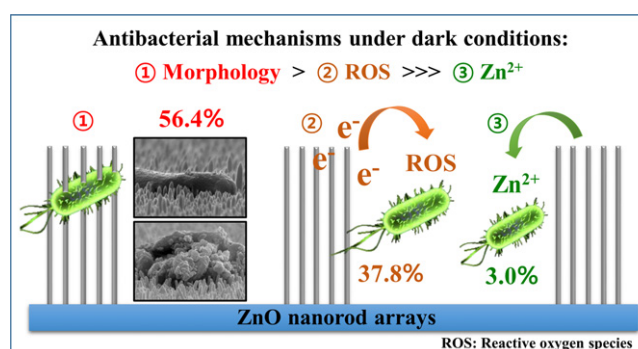 Antibacterial mechanisms under dark conditions:
① Morphology > ② ROS >>> ③ Zn²⁺
① 56.4%
② e⁻ e⁻ e⁻ ROS
37.8%
③ Zn²⁺
3.0%
ZnO nanorod arrays
ROS: Reactive oxygen species